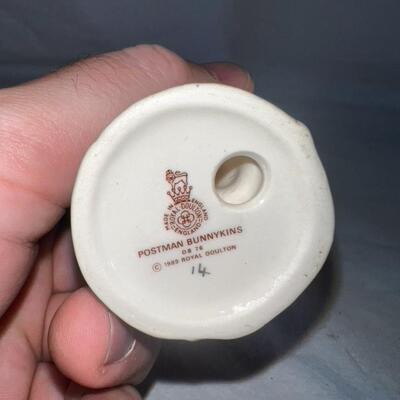 MADE IN ENGLAND
ROYAL DOULTON
ENGLAND
POSTMAN BUNNYKINS
DB 76
© 1989 ROYAL DOULTON
14